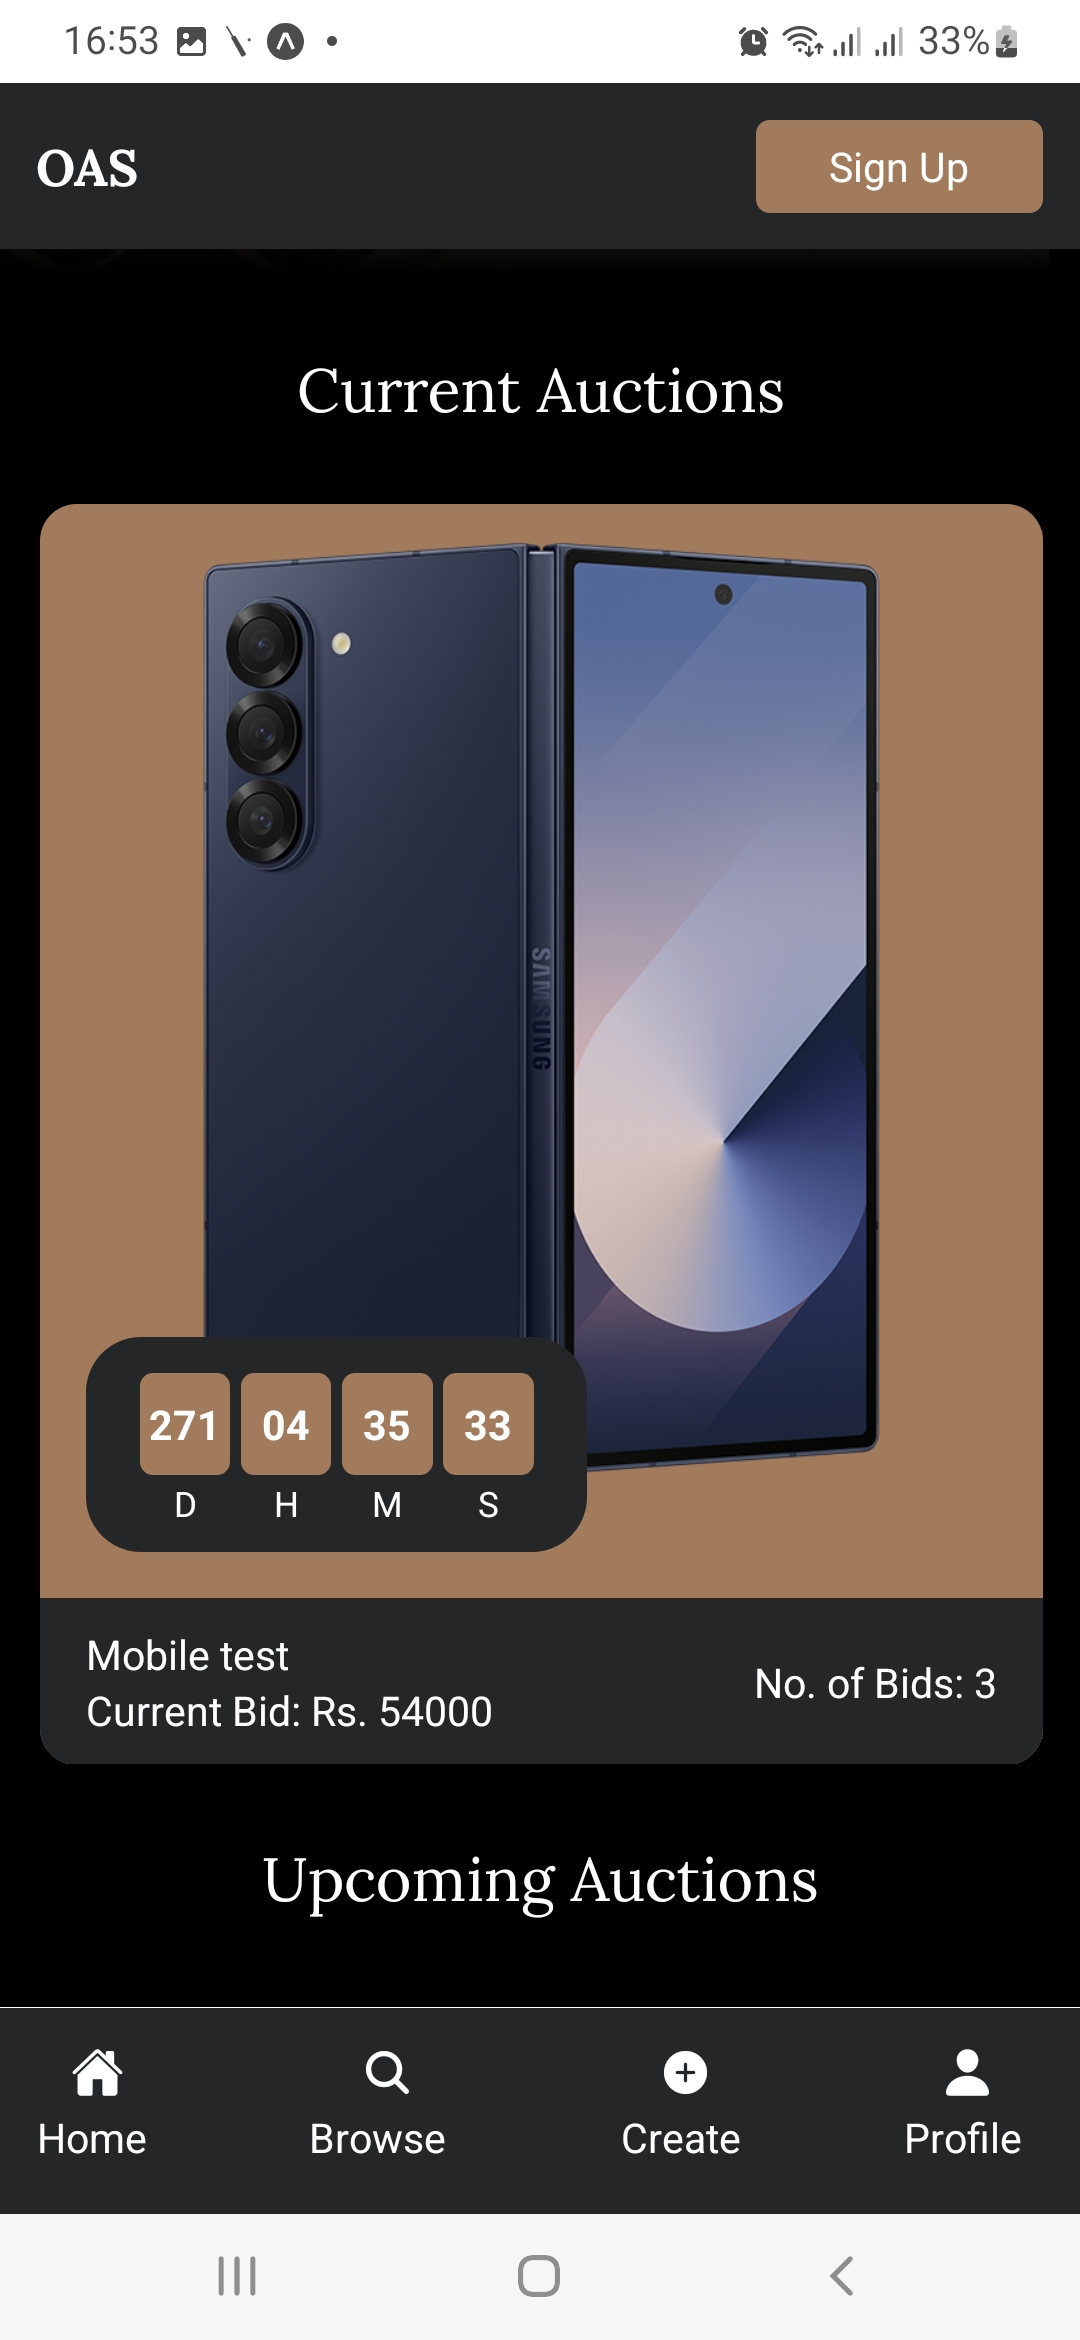 16:53
33%
OAS
Sign Up
Current Auctions
SAMSUNG
271 04 35 33
D H M S
Mobile test
Current Bid: Rs. 54000
No. of Bids: 3
Upcoming Auctions
Home Browse Create Profile